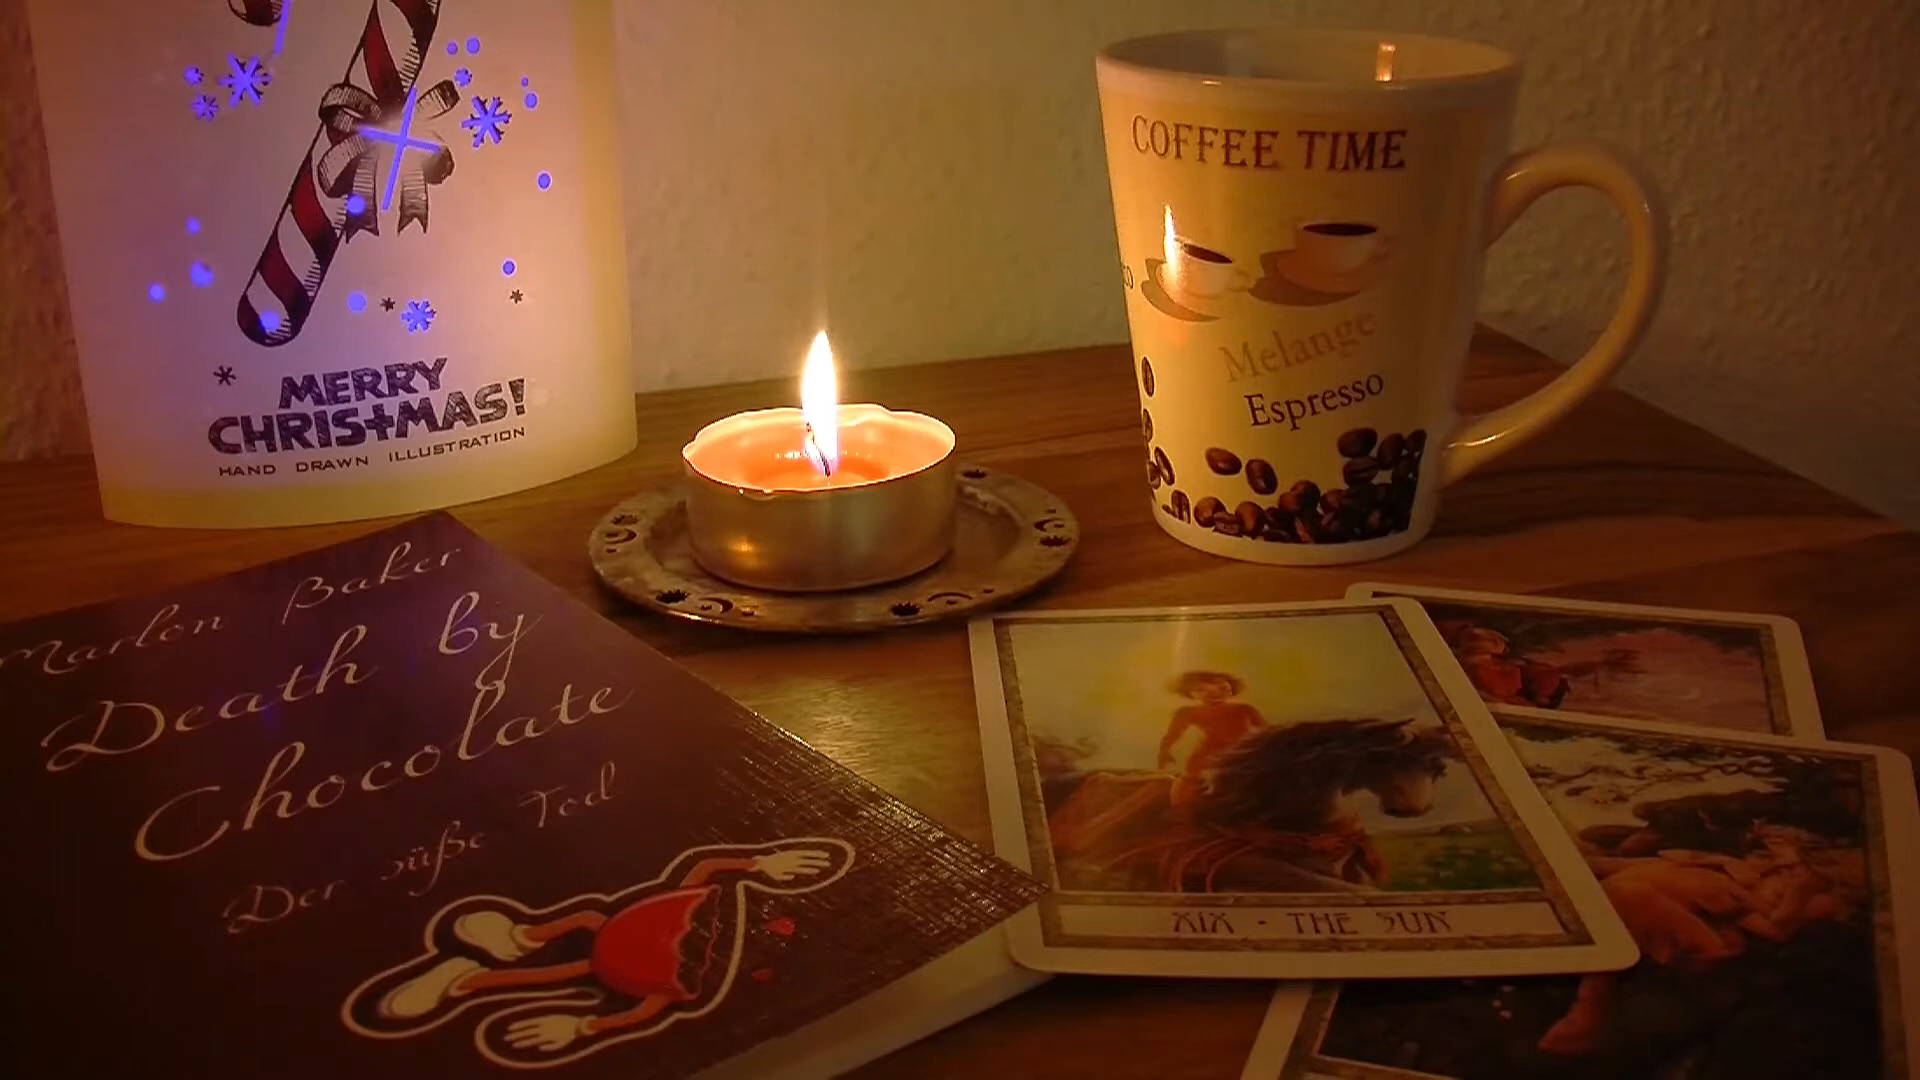 MERRY
CHRISTMAS!
HAND DRAWN ILLUSTRATION
COFFEE TIME
Melange
Espresso
Marlon Baker
Death by
Chocolate
Der süße Tod
XIX · THE SUN